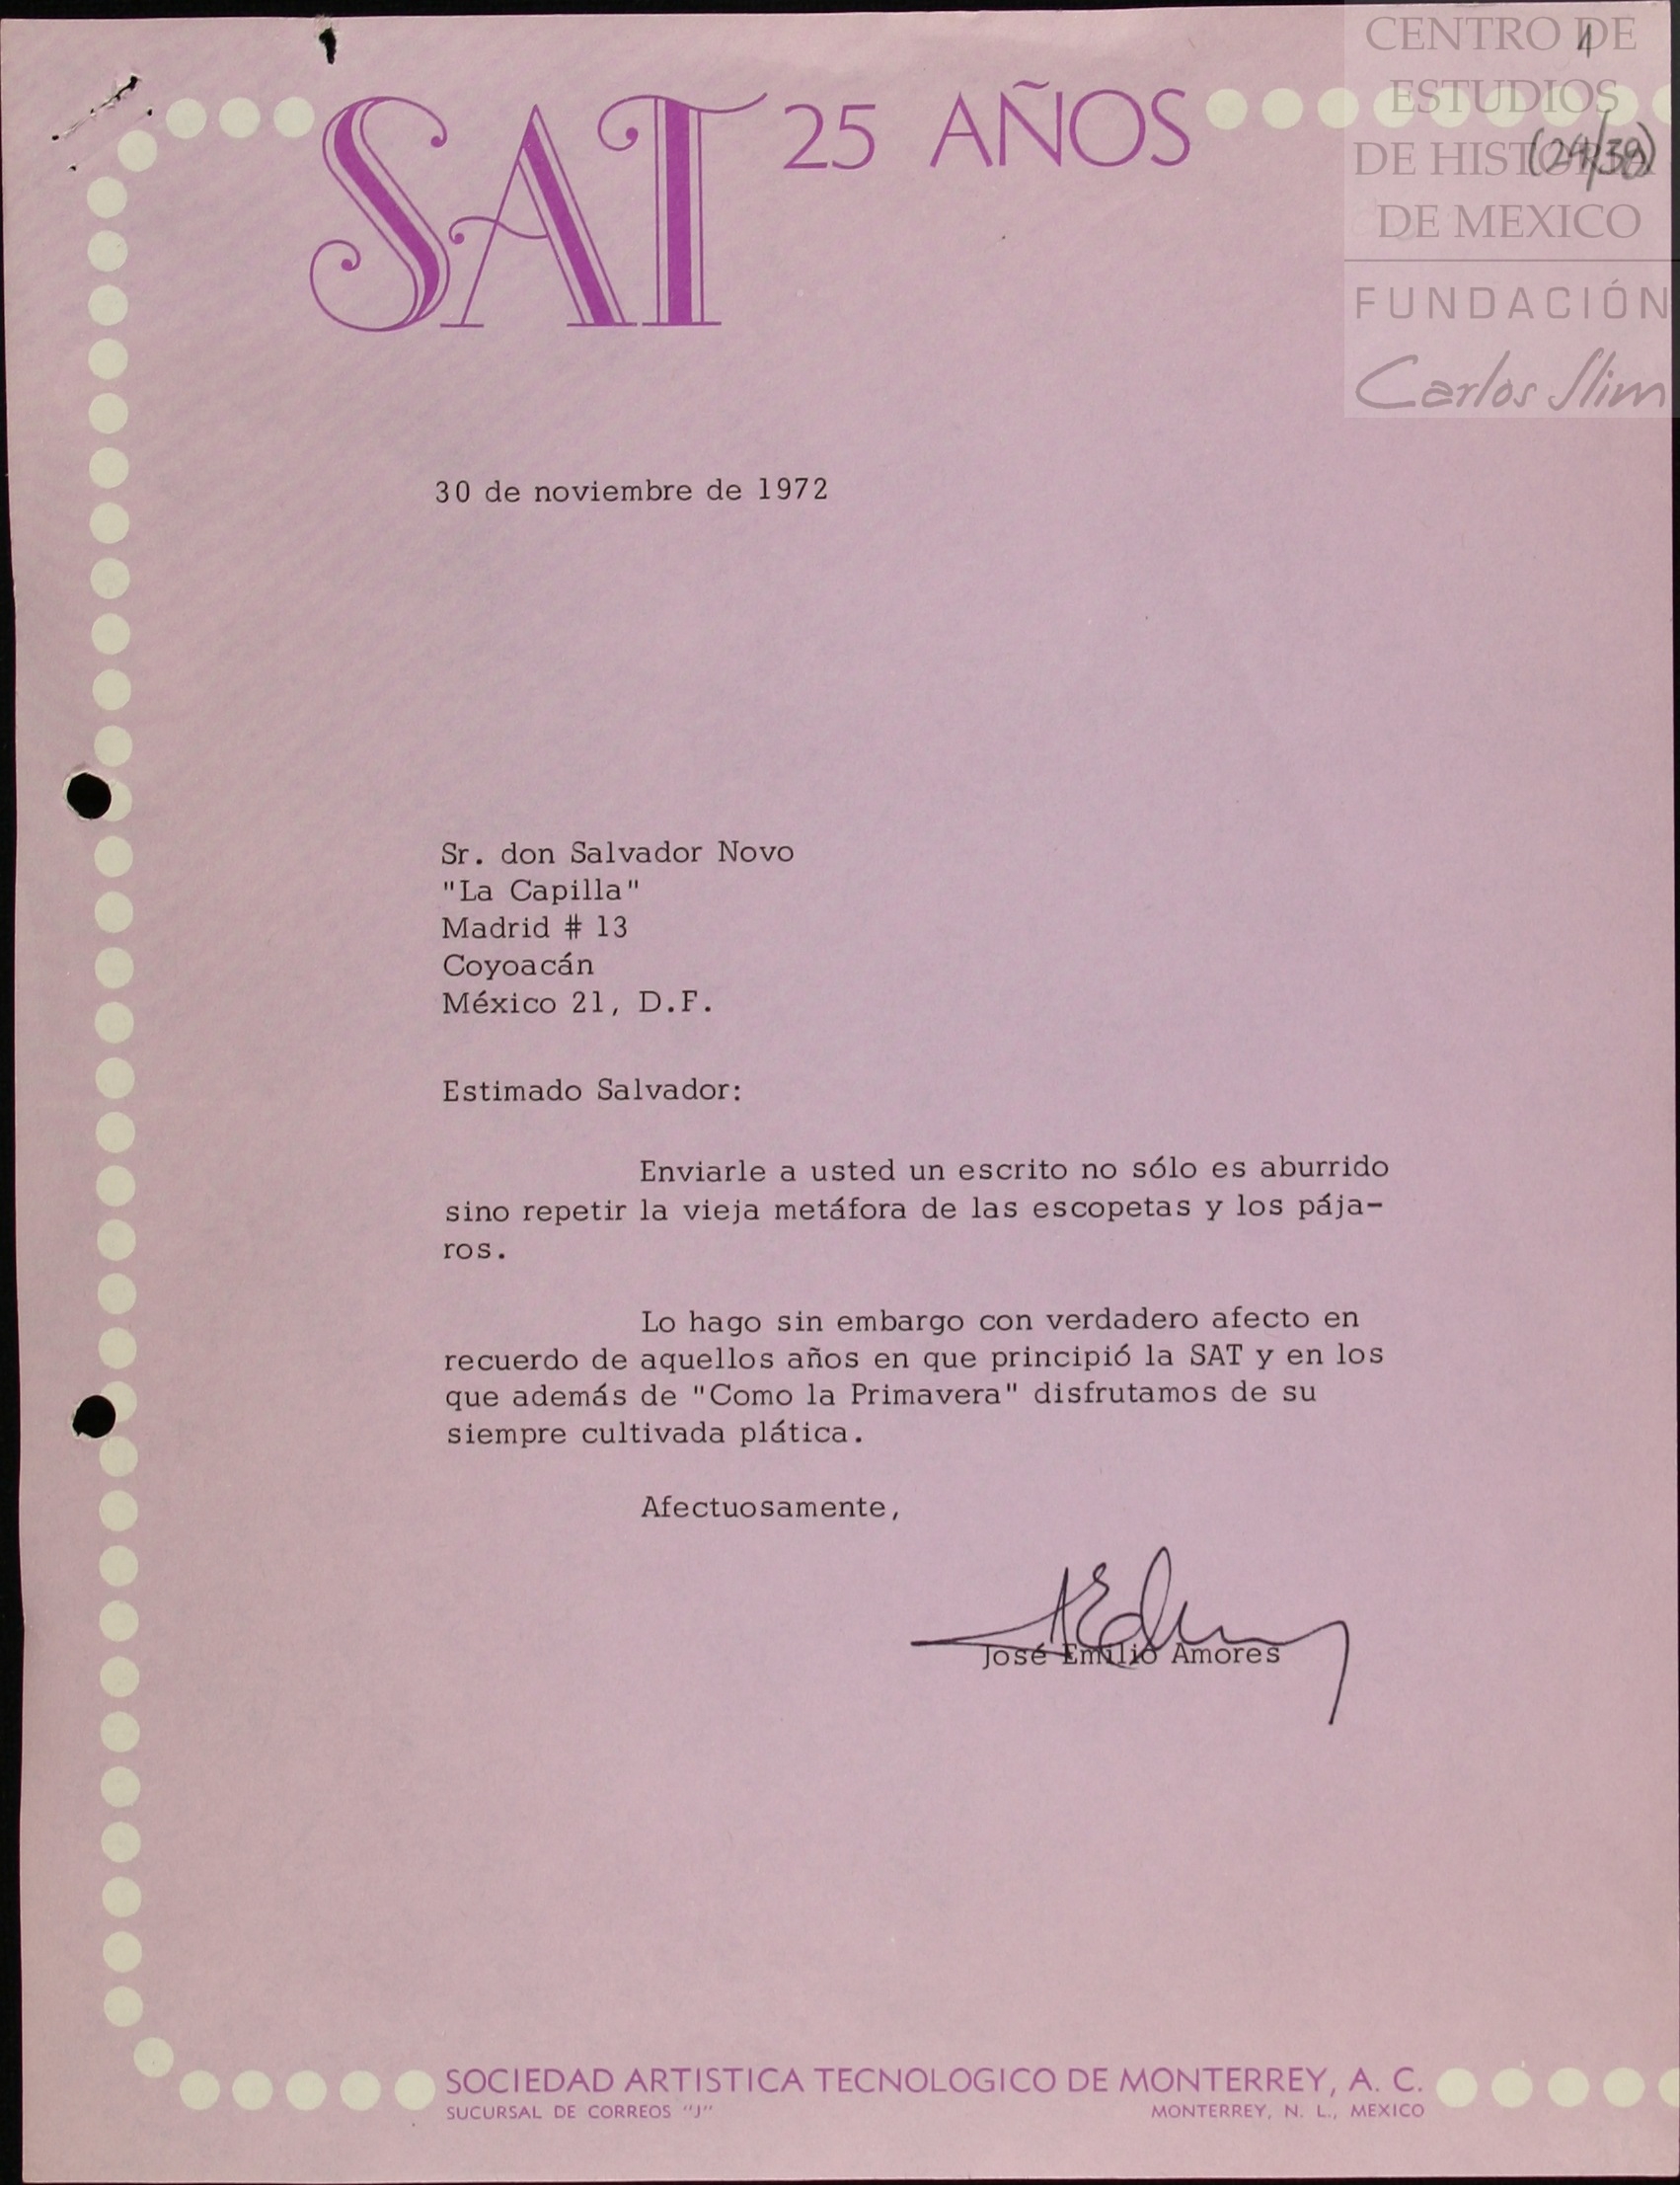 SAT 25 AÑOS
CENTRO DE
ESTUDIOS
DE HISTORIA
DE MEXICO
FUNDACIÓN
Carlos Slim
1
(24/39)
30 de noviembre de 1972
Sr. don Salvador Novo
"La Capilla"
Madrid # 13
Coyoacán
México 21, D.F.
Estimado Salvador:
Enviarle a usted un escrito no sólo es aburrido
sino repetir la vieja metáfora de las escopetas y los pája-
ros.
Lo hago sin embargo con verdadero afecto en
recuerdo de aquellos años en que principió la SAT y en los
que además de "Como la Primavera" disfrutamos de su
siempre cultivada plática.
Afectuosamente,
José Emilio Amores
SOCIEDAD ARTISTICA TECNOLOGICO DE MONTERREY, A. C.
SUCURSAL DE CORREOS "J" MONTERREY, N. L., MEXICO